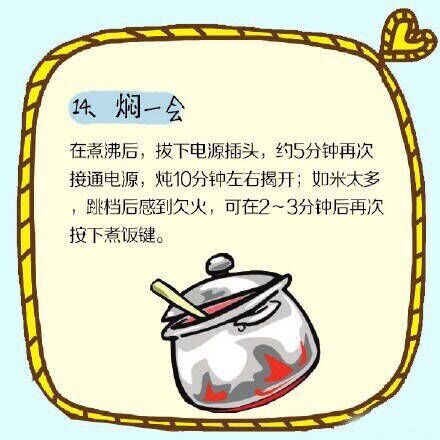 14、焖一会
在煮沸后，拔下电源插头，约5分钟再次
接通电源，炖10分钟左右揭开；如米太多
，跳档后感到欠火，可在2～3分钟后再次
按下煮饭键。